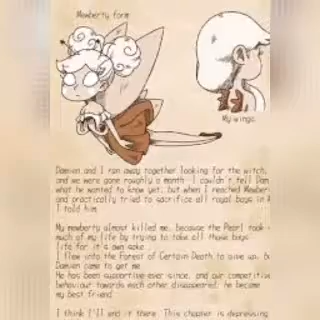 Mewberty form
My wings
Damien and I ran away together looking for the witch,
and we were gone roughly a month. I couldn't tell Dam
what he wanted to know yet, but when I reached Mewber
and practically tried to sacrifice all royal boys in
I told him.
My mewberty almost killed me, because the Pearl took
much of my life by trying to take all those boys
life for it's own sake.
I flew into the Forest of Certain Death to give up, b
Damien came to get me.
He has been supportive ever since, and our competitive
behaviour towards each other disappeared, he became
my best friend.
I think I'll end it there. This chapter is depressing